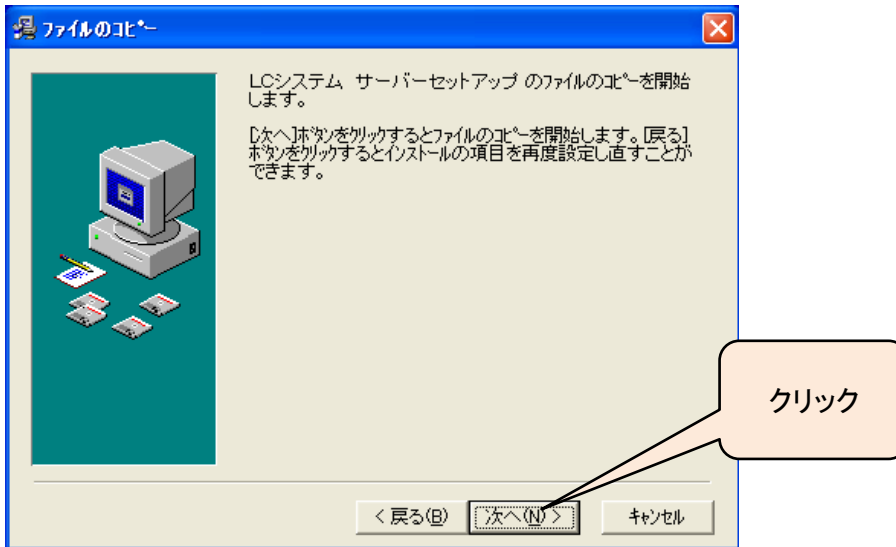 ファイルのコピー
LCシステム サーバーセットアップ のファイルのコピーを開始
します。
[次へ]ボタンをクリックするとファイルのコピーを開始します。[戻る]
ボタンをクリックするとインストールの項目を再度設定し直すことが
できます。
クリック
< 戻る(B)
次へ(N) >
キャンセル